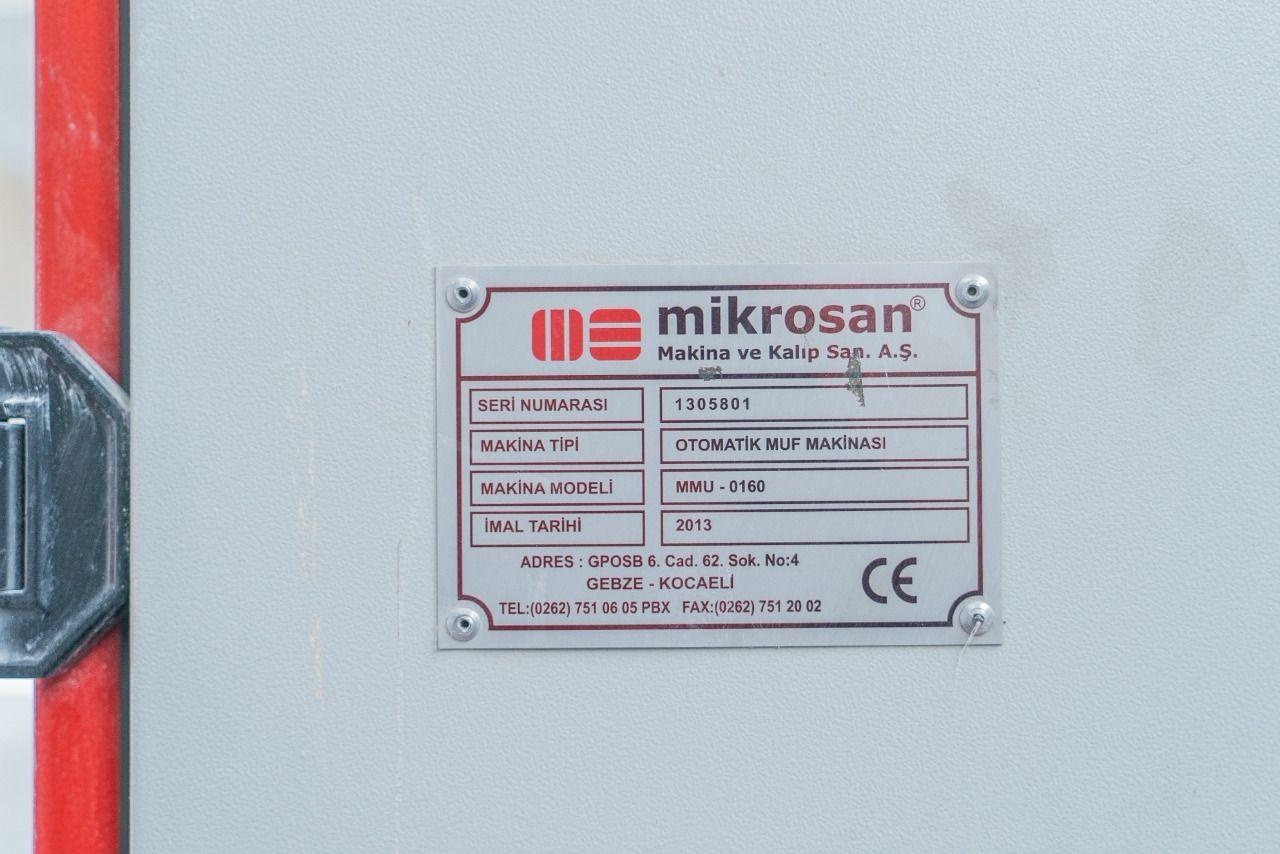 mikrosan®
Makina ve Kalıp San. A.Ş.
SERİ NUMARASI 1305801
MAKİNA TİPİ OTOMATİK MUF MAKİNASI
MAKİNA MODELİ MMU - 0160
İMAL TARİHİ 2013
ADRES : GPOSB 6. Cad. 62. Sok. No:4
GEBZE - KOCAELİ
CE
TEL:(0262) 751 06 05 PBX FAX:(0262) 751 20 02